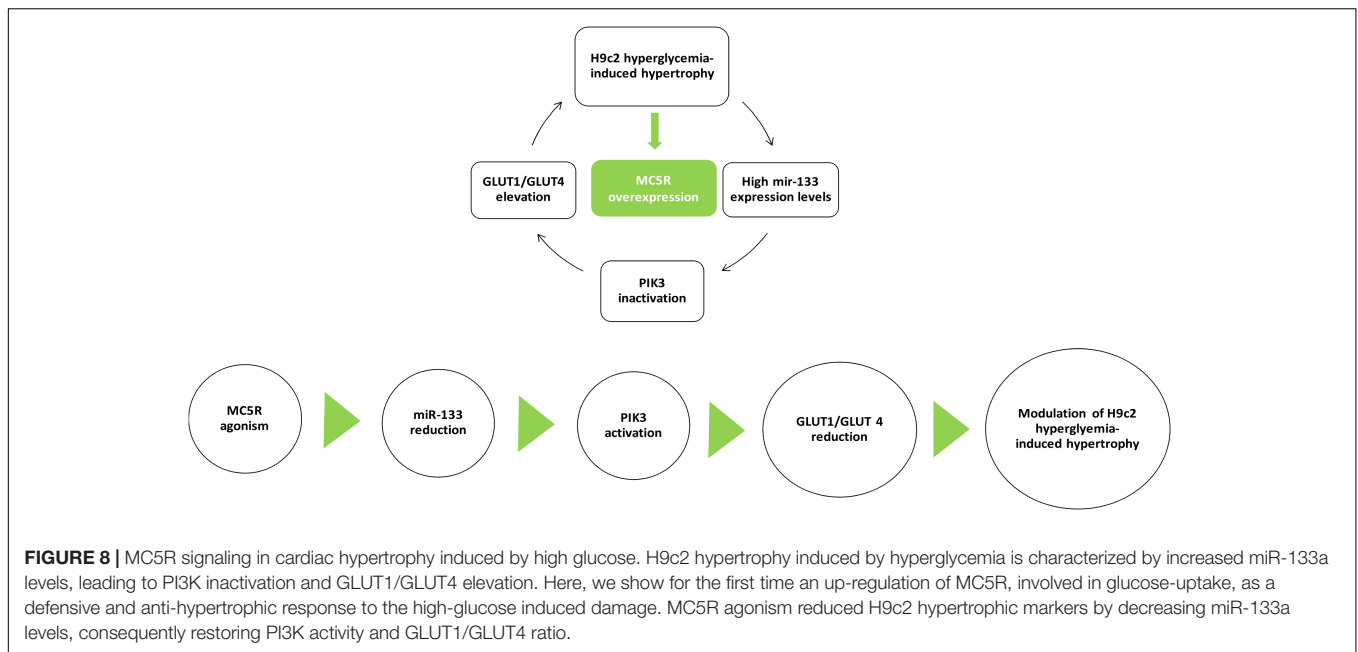 H9c2 hyperglycemia-
induced hypertrophy
GLUT1/GLUT4
elevation
MC5R
overexpression
High mir-133
expression levels
PIK3
inactivation
MC5R
agonism
miR-133
reduction
PIK3
activation
GLUT1/GLUT 4
reduction
Modulation of H9c2
hyperglyemia-
induced hypertrophy
FIGURE 8 | MC5R signaling in cardiac hypertrophy induced by high glucose. H9c2 hypertrophy induced by hyperglycemia is characterized by increased miR-133a
levels, leading to PI3K inactivation and GLUT1/GLUT4 elevation. Here, we show for the first time an up-regulation of MC5R, involved in glucose-uptake, as a
defensive and anti-hypertrophic response to the high-glucose induced damage. MC5R agonism reduced H9c2 hypertrophic markers by decreasing miR-133a
levels, consequently restoring PI3K activity and GLUT1/GLUT4 ratio.